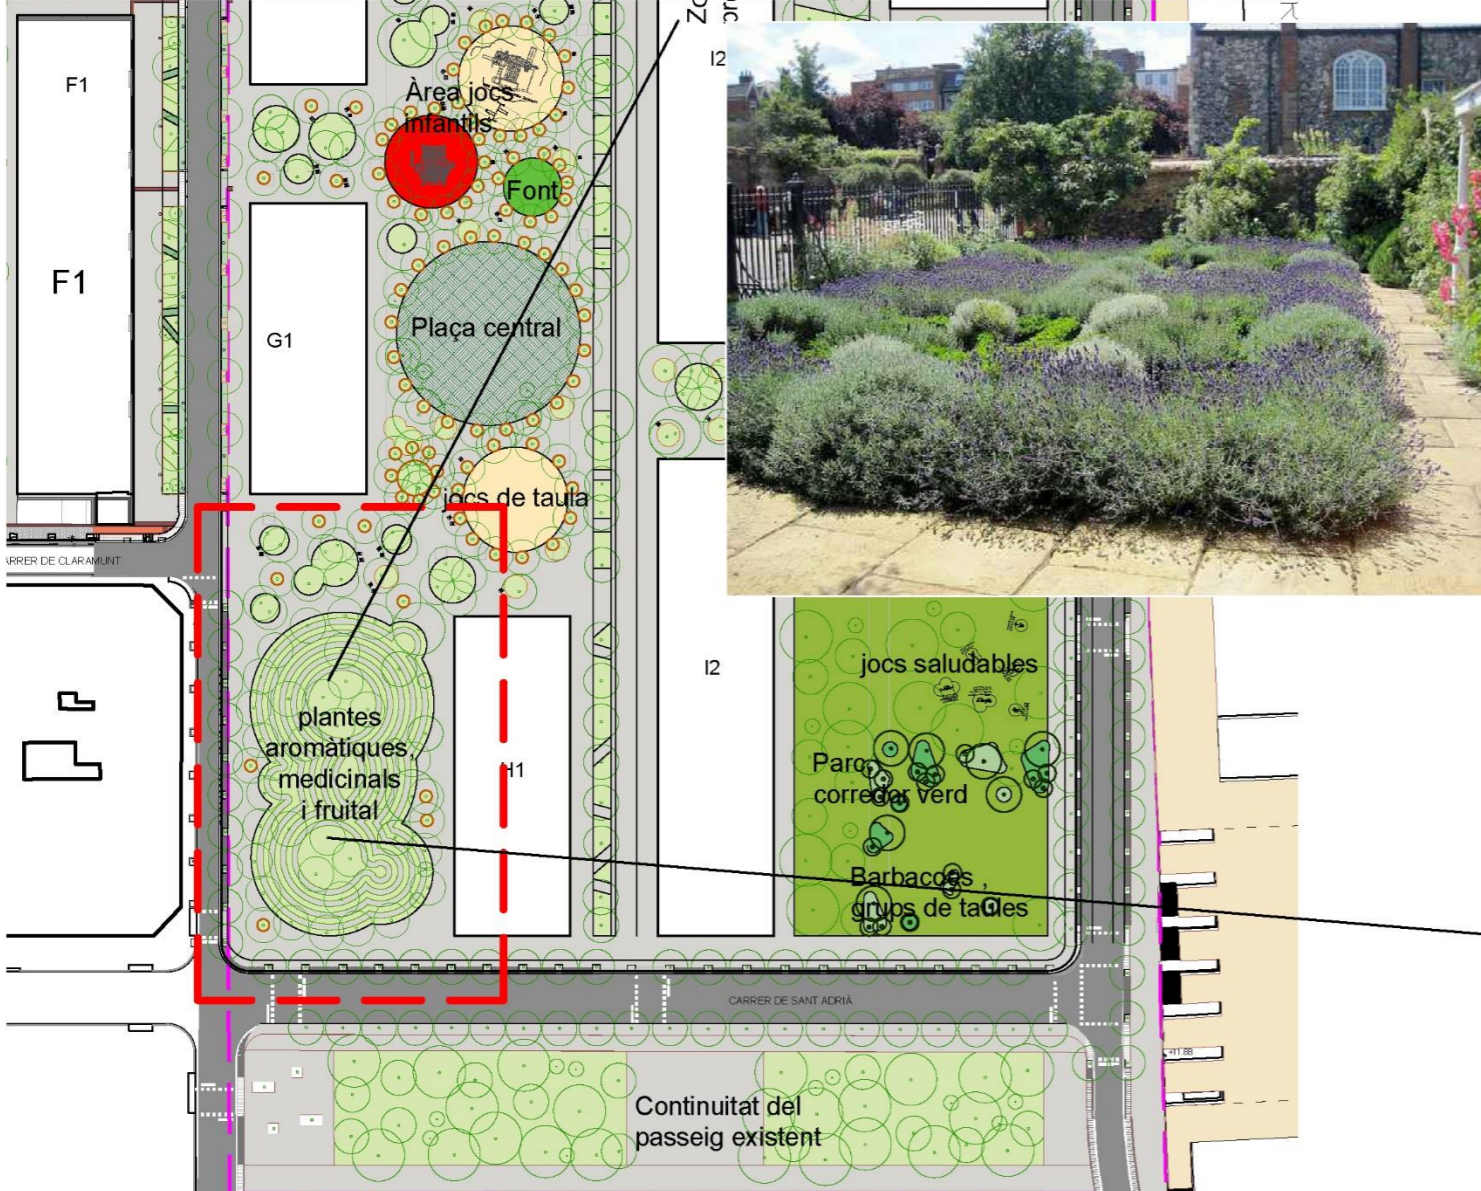 F1
F1
Àrea jocs
infantils
Font
I2
G1
Plaça central
jocs de taula
ARRER DE CLARAMUNT
plantes
aromàtiques,
medicinals
i fruital
H1
I2
jocs saludables
Parc
corredor verd
Barbacoes ,
grups de taules
CARRER DE SANT ADRIÀ
+11.88
Continuitat del
passeig existent